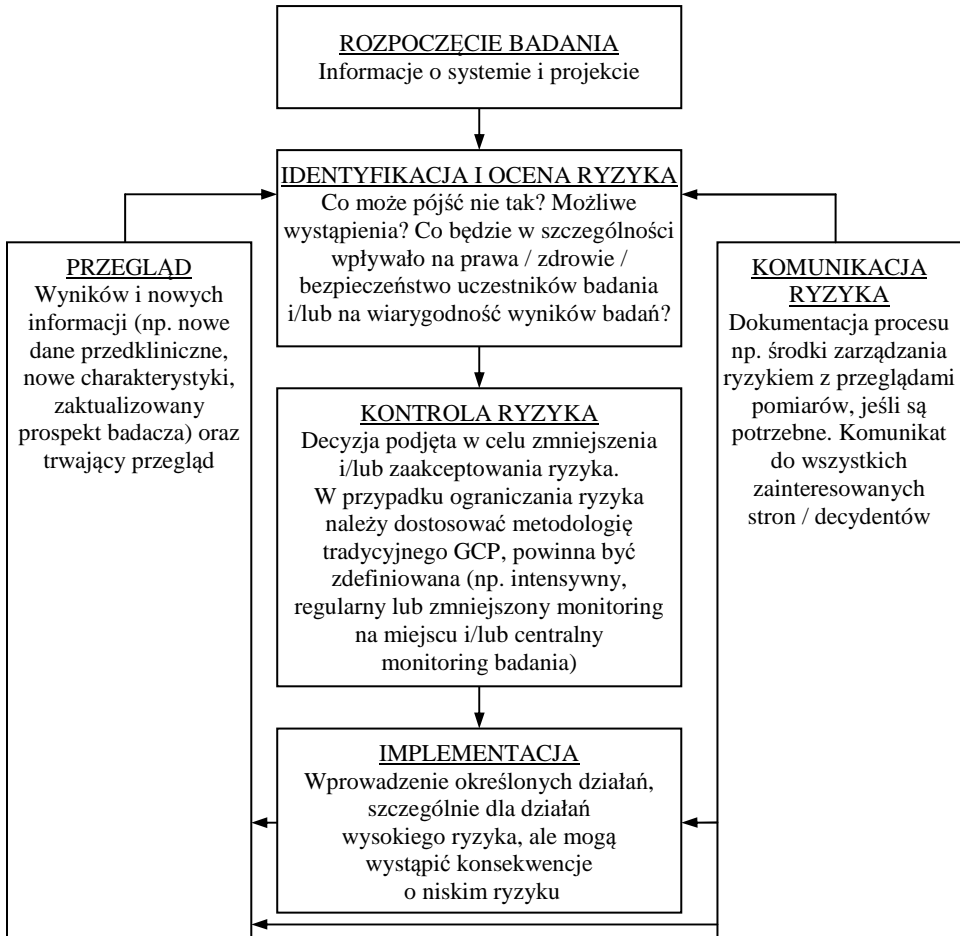 ROZPOCZĘCIE BADANIA
Informacje o systemie i projekcie
IDENTYFIKACJA I OCENA RYZYKA
Co może pójść nie tak? Możliwe
wystąpienia? Co będzie w szczególności
wpływało na prawa / zdrowie /
bezpieczeństwo uczestników badania
i/lub na wiarygodność wyników badań?
PRZEGLĄD
Wyników i nowych
informacji (np. nowe
dane przedkliniczne,
nowe charakterystyki,
zaktualizowany
prospekt badacza) oraz
trwający przegląd
KOMUNIKACJA
RYZYKA
Dokumentacja procesu
np. środki zarządzania
ryzykiem z przeglądami
pomiarów, jeśli są
potrzebne. Komunikat
do wszystkich
zainteresowanych
stron / decydentów
KONTROLA RYZYKA
Decyzja podjęta w celu zmniejszenia
i/lub zaakceptowania ryzyka.
W przypadku ograniczania ryzyka
należy dostosować metodologię
tradycyjnego GCP, powinna być
zdefiniowana (np. intensywny,
regularny lub zmniejszony monitoring
na miejscu i/lub centralny
monitoring badania)
IMPLEMENTACJA
Wprowadzenie określonych działań,
szczególnie dla działań
wysokiego ryzyka, ale mogą
wystąpić konsekwencje
o niskim ryzyku